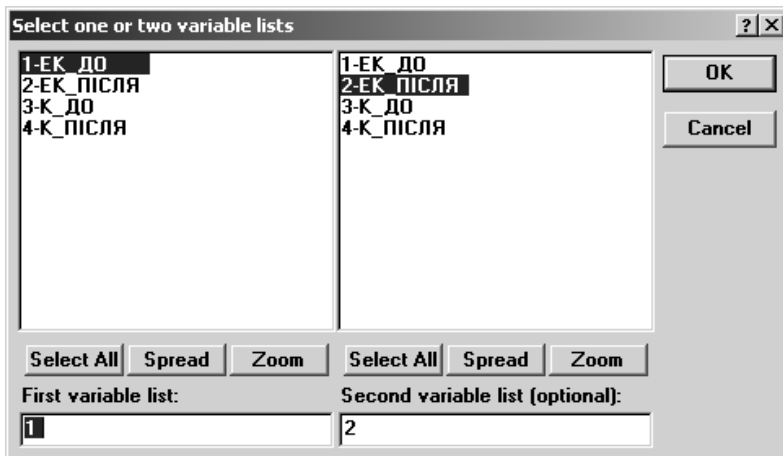 Select one or two variable lists
1-ЕК_ДО
2-ЕК_ПІСЛЯ
3-К_ДО
4-К_ПІСЛЯ
1-ЕК_ДО
2-ЕК_ПІСЛЯ
3-К_ДО
4-К_ПІСЛЯ
OK
Cancel
Select All Spread Zoom
Select All Spread Zoom
First variable list:
1
Second variable list (optional):
2